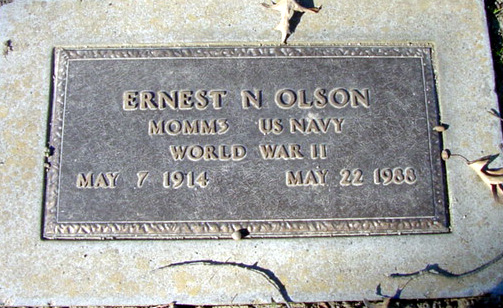 ERNEST N OLSON
MOMM3 US NAVY
WORLD WAR II
MAY 7 1914 MAY 22 1988